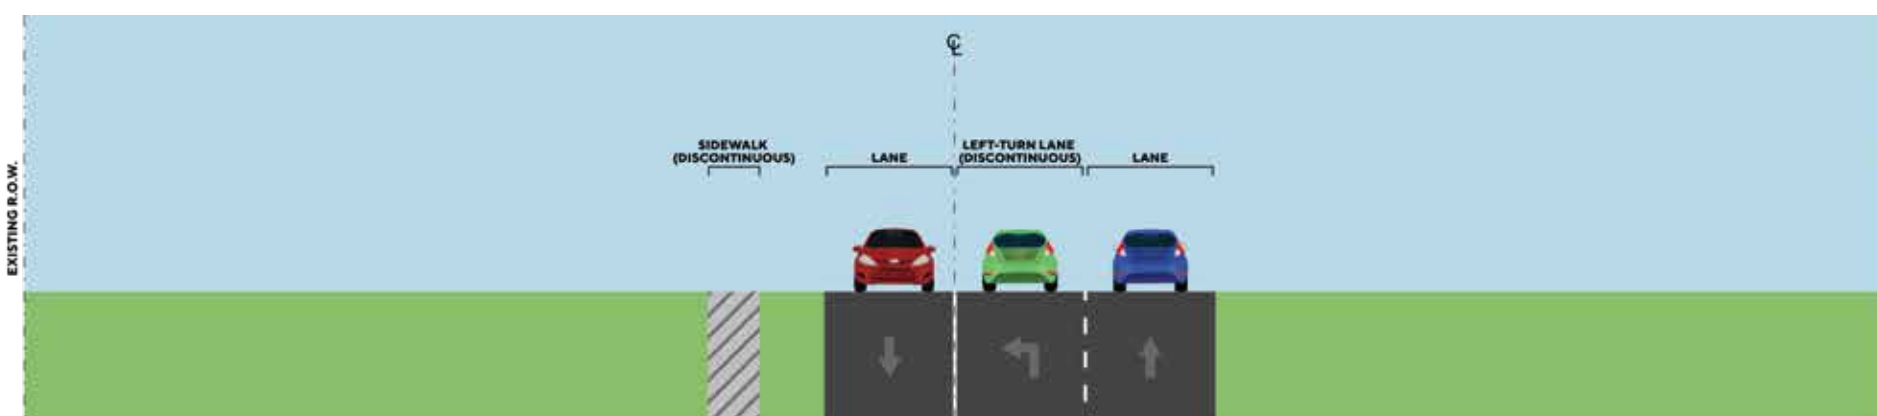 ℄
SIDEWALK
(DISCONTINUOUS)
LANE
LEFT-TURN LANE
(DISCONTINUOUS)
LANE
EXISTING R.O.W.